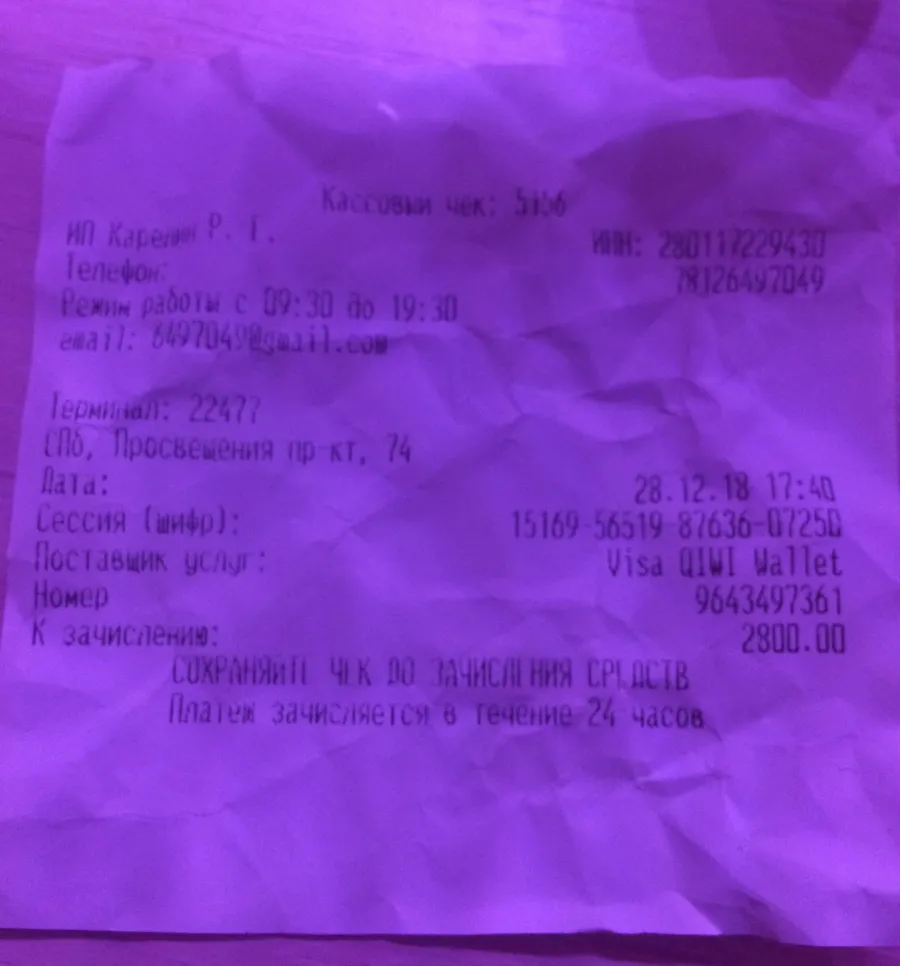 Кассовый чек: 5156
ИП Карелин Р. Г. ИНН: 280117229430
Телефон: 78126497049
Режим работы с 09:30 до 19:30
email: 6497049@gmail.com
Терминал: 22477
СПб, Просвещения пр-кт, 74
Дата: 28.12.18 17:40
Сессия (шифр): 15169-56519-87636-07250
Поставщик услуг: Visa QIWI Wallet
Номер 9643497361
К зачислению: 2800.00
СОХРАНЯЙТЕ ЧЕК ДО ЗАЧИСЛЕНИЯ СРЕДСТВ
Платеж зачисляется в течение 24 часов